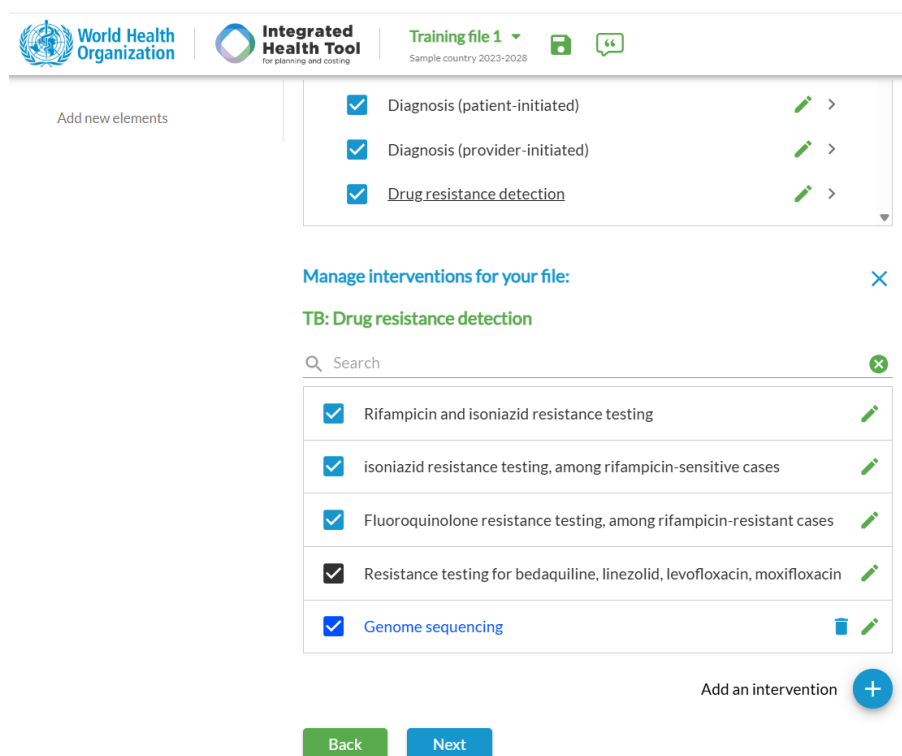 World Health
Organization
Integrated
Health Tool
for planning and costing
Training file 1
Sample country 2023-2028
Add new elements
Diagnosis (patient-initiated)
Diagnosis (provider-initiated)
Drug resistance detection
Manage interventions for your file:
TB: Drug resistance detection
Search
Rifampicin and isoniazid resistance testing
isoniazid resistance testing, among rifampicin-sensitive cases
Fluoroquinolone resistance testing, among rifampicin-resistant cases
Resistance testing for bedaquiline, linezolid, levofloxacin, moxifloxacin
Genome sequencing
Add an intervention
Back
Next